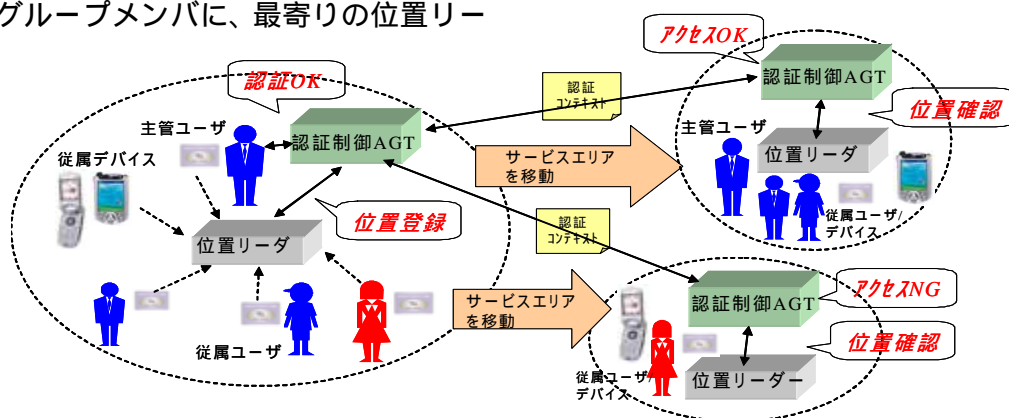 グループメンバに、最寄りの位置リー
アクセスOK
認証OK
認証
コンテキスト
認証制御AGT
位置確認
主管ユーザ
認証制御AGT
主管ユーザ
従属デバイス
サービスエリア
を移動
位置リーダ
位置登録
認証
コンテキスト
従属ユーザ/
デバイス
位置リーダ
アクセスNG
認証制御AGT
サービスエリア
を移動
位置確認
従属ユーザ
従属ユーザ/
デバイス
位置リーダー